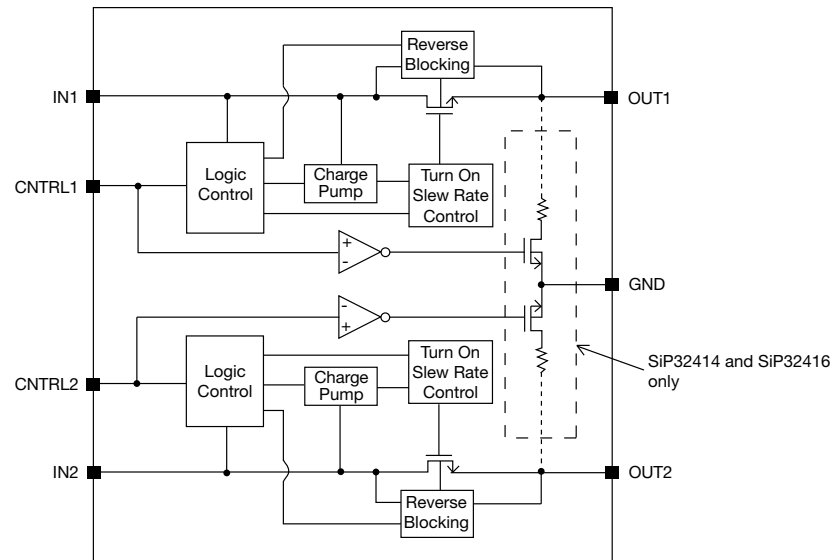 Reverse
Blocking
IN1
OUT1
Logic
Control
Charge
Pump
Turn On
Slew Rate
Control
CNTRL1
+
-
GND
-
+
SiP32414 and SiP32416
only
Logic
Control
Turn On
Slew Rate
Control
Charge
Pump
CNTRL2
IN2
OUT2
Reverse
Blocking